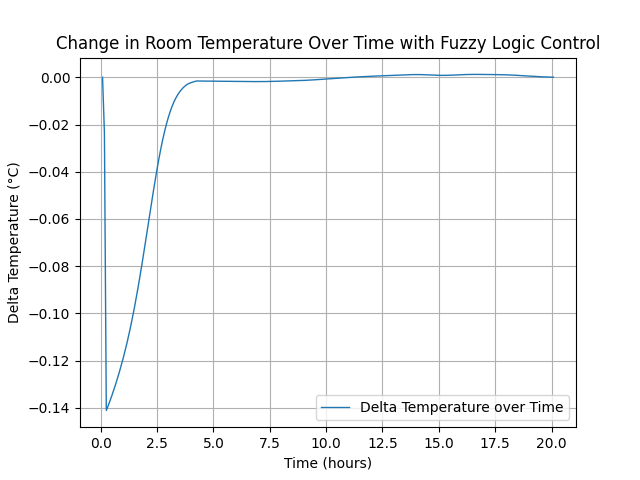 Change in Room Temperature Over Time with Fuzzy Logic Control
Delta Temperature (°C)
0.00
−0.02
−0.04
−0.06
−0.08
−0.10
−0.12
−0.14
Delta Temperature over Time
0.0 2.5 5.0 7.5 10.0 12.5 15.0 17.5 20.0
Time (hours)